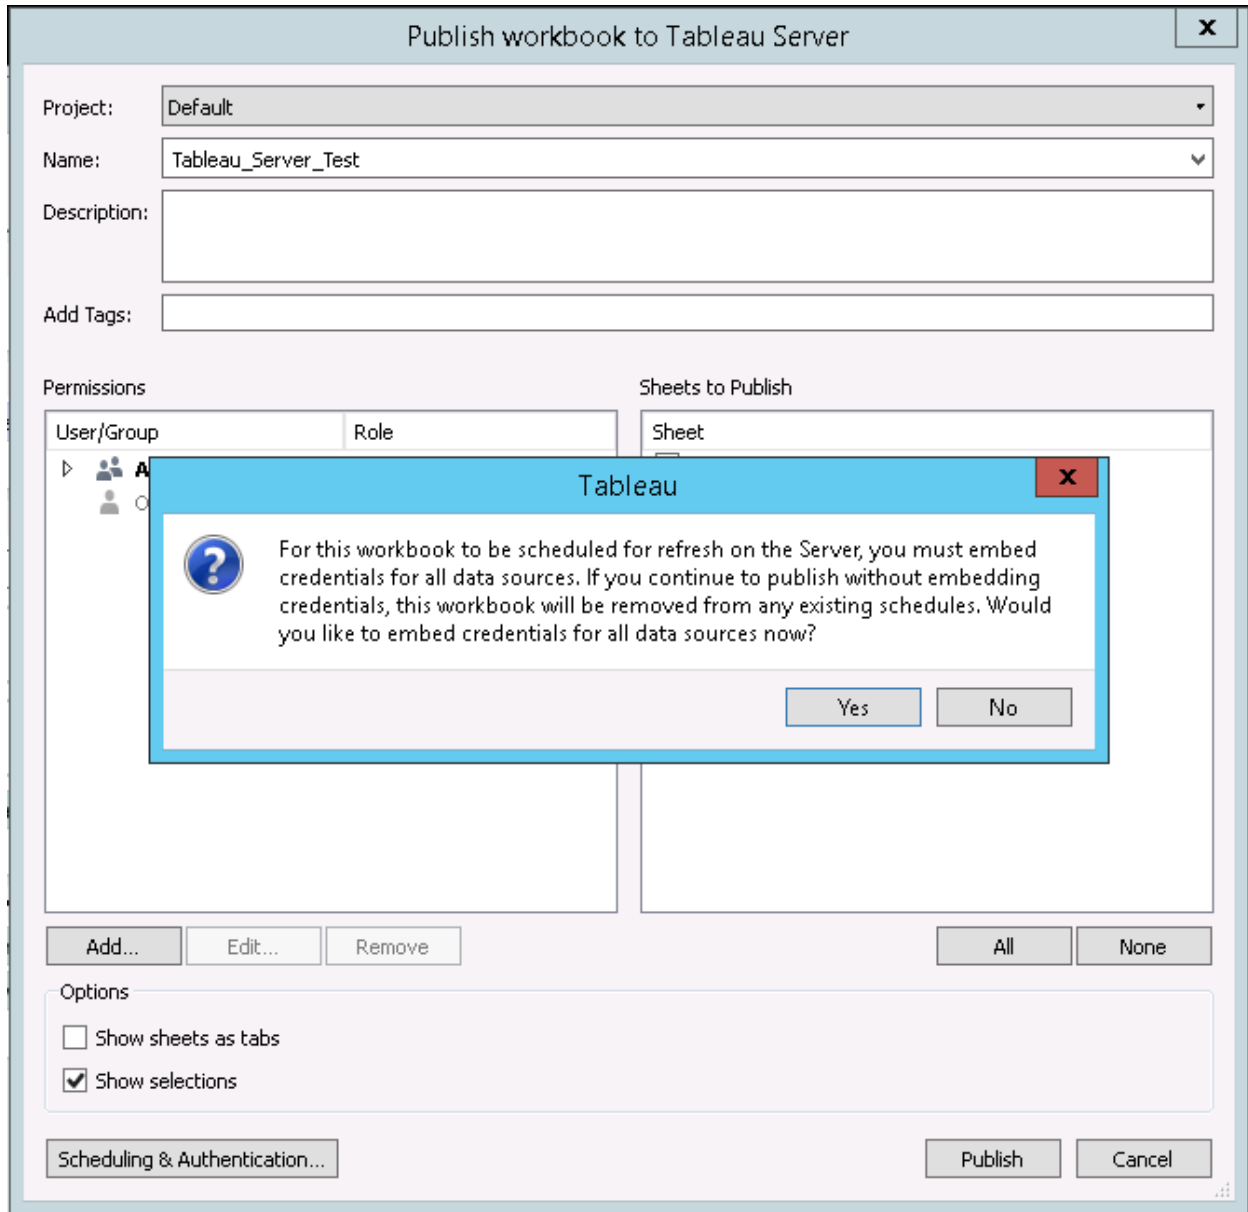 Publish workbook to Tableau Server
x
Project:
Default
Name:
Tableau_Server_Test
Description:
Add Tags:
Permissions
Sheets to Publish
User/Group
Role
Sheet
A
O
Tableau
x
For this workbook to be scheduled for refresh on the Server, you must embed
credentials for all data sources. If you continue to publish without embedding
credentials, this workbook will be removed from any existing schedules. Would
you like to embed credentials for all data sources now?
Yes
No
Add...
Edit...
Remove
All
None
Options
Show sheets as tabs
Show selections
Scheduling & Authentication...
Publish
Cancel